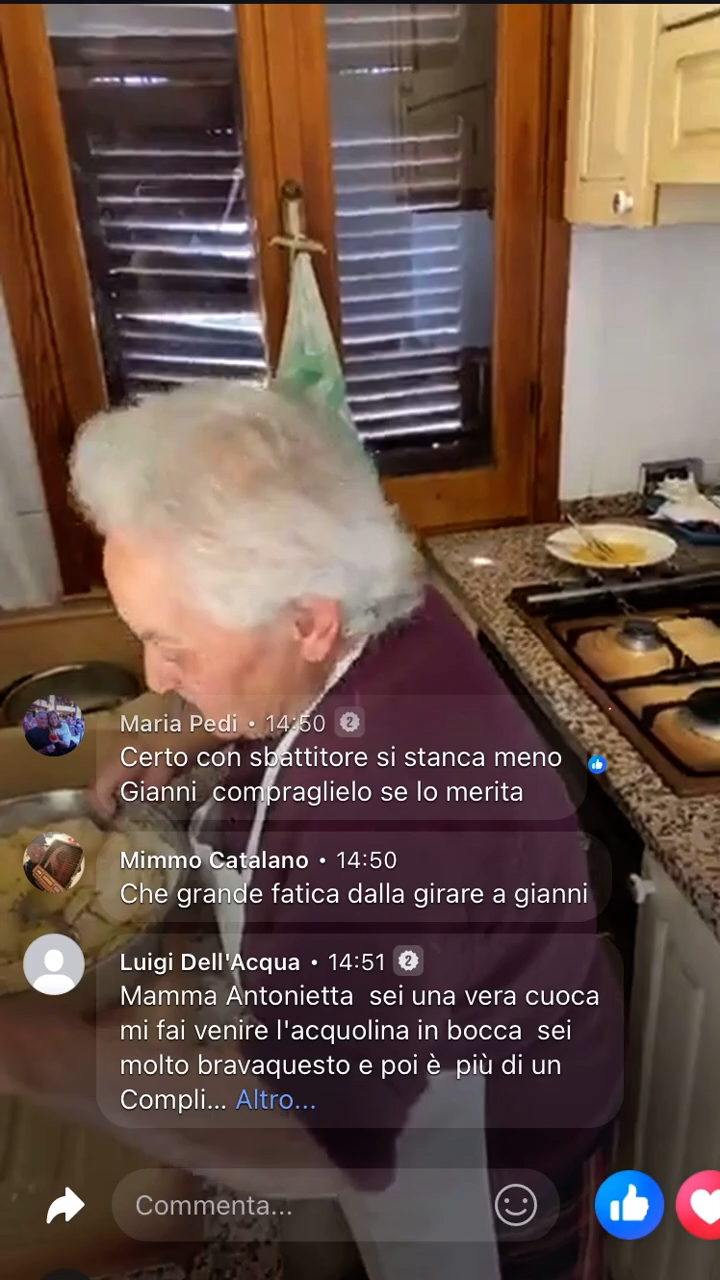 Maria Pedi • 14:50 2
Certo con sbattitore si stanca meno
Gianni compraglielo se lo merita
Mimmo Catalano • 14:50
Che grande fatica dalla girare a gianni
Luigi Dell'Acqua • 14:51 2
Mamma Antonietta sei una vera cuoca
mi fai venire l'acquolina in bocca sei
molto bravaquesto e poi è più di un
Compli... Altro...
Commenta...